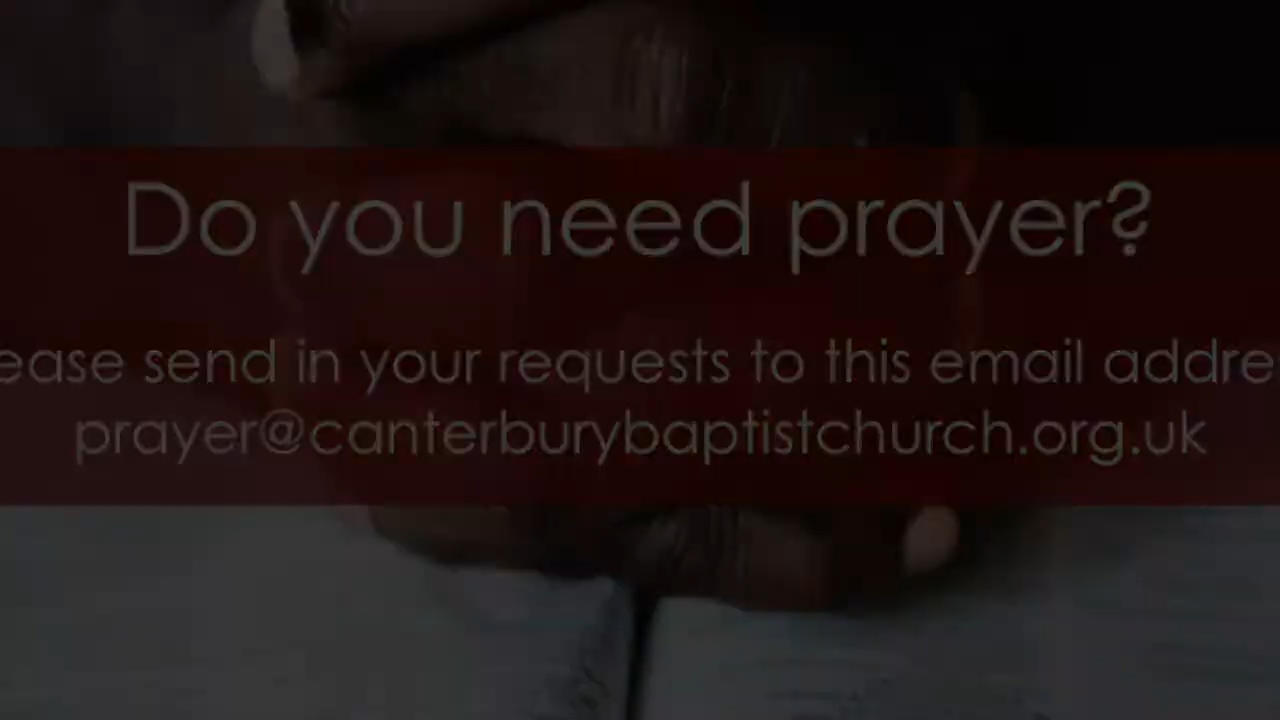 Do you need prayer?
ease send in your requests to this email addre
prayer@canterburybaptistchurch.org.uk